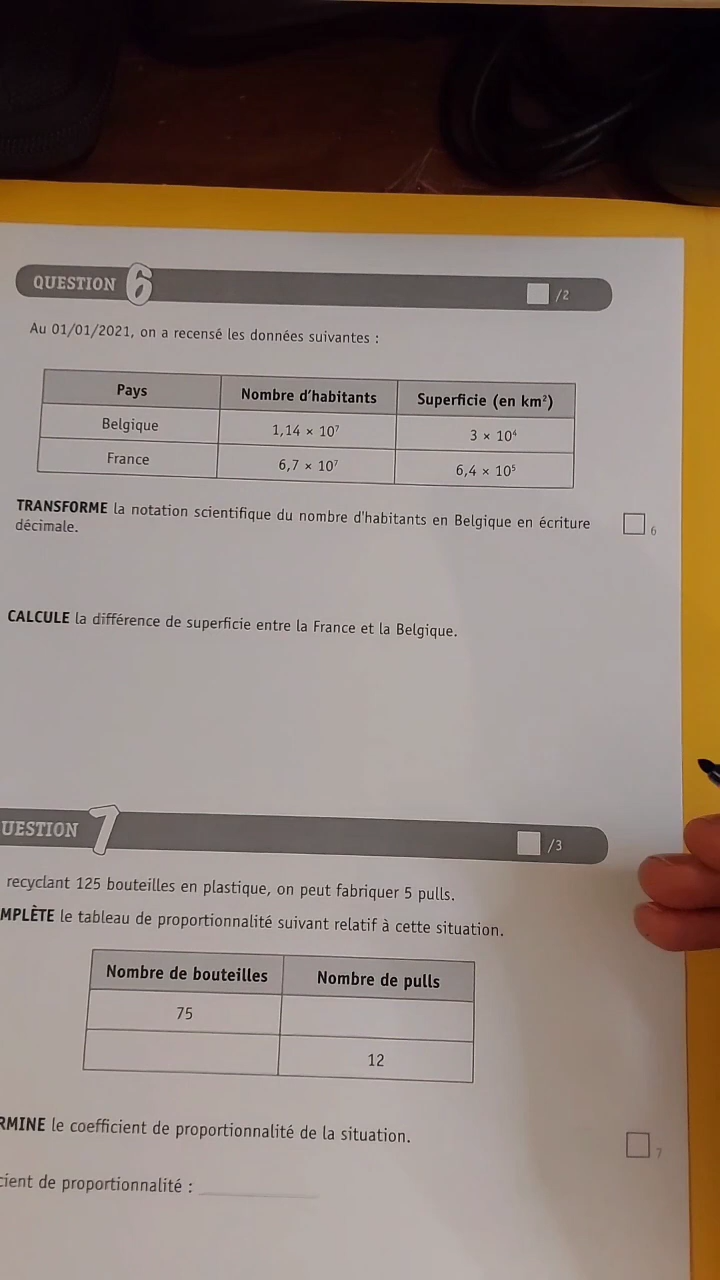 QUESTION 6
/2
Au 01/01/2021, on a recensé les données suivantes :
Pays Nombre d'habitants Superficie (en km²)
Belgique 1,14 × 10⁷ 3 × 10⁴
France 6,7 × 10⁷ 6,4 × 10⁵
TRANSFORME la notation scientifique du nombre d'habitants en Belgique en écriture
décimale.
6
CALCULE la différence de superficie entre la France et la Belgique.
UESTION 7
/3
recyclant 125 bouteilles en plastique, on peut fabriquer 5 pulls.
MPLÈTE le tableau de proportionnalité suivant relatif à cette situation.
Nombre de bouteilles Nombre de pulls
75
12
RMINE le coefficient de proportionnalité de la situation.
7
cient de proportionnalité :